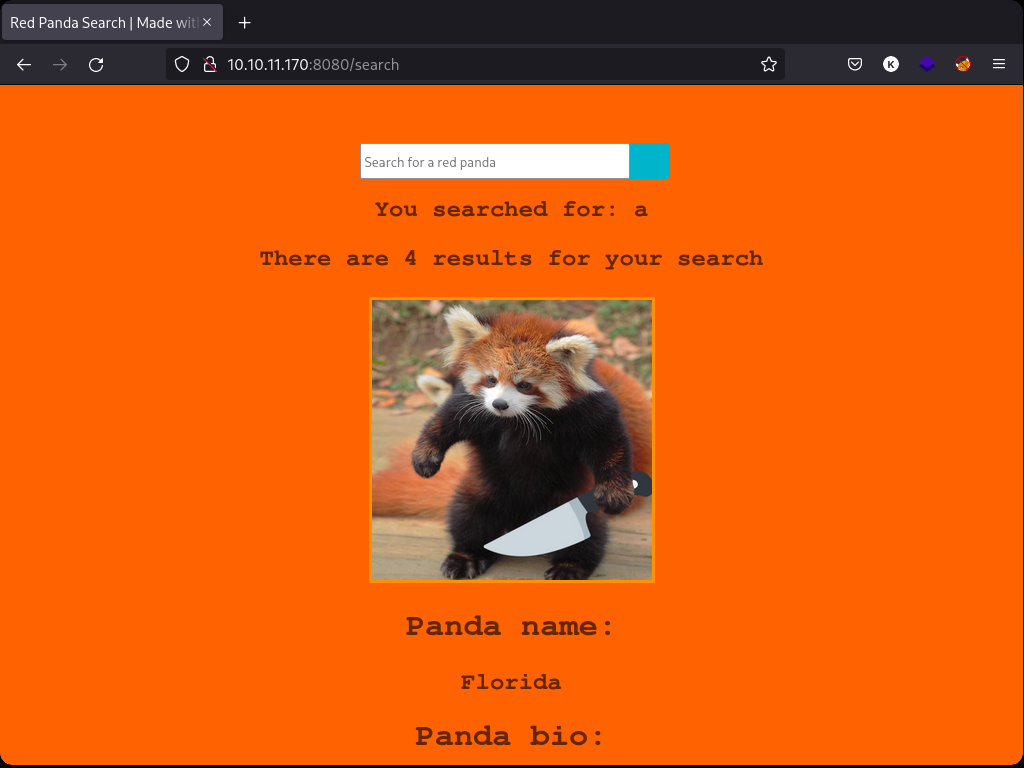 Red Panda Search | Made with
10.10.11.170:8080/search
K
Search for a red panda
You searched for: a
There are 4 results for your search
Panda name:
Florida
Panda bio: